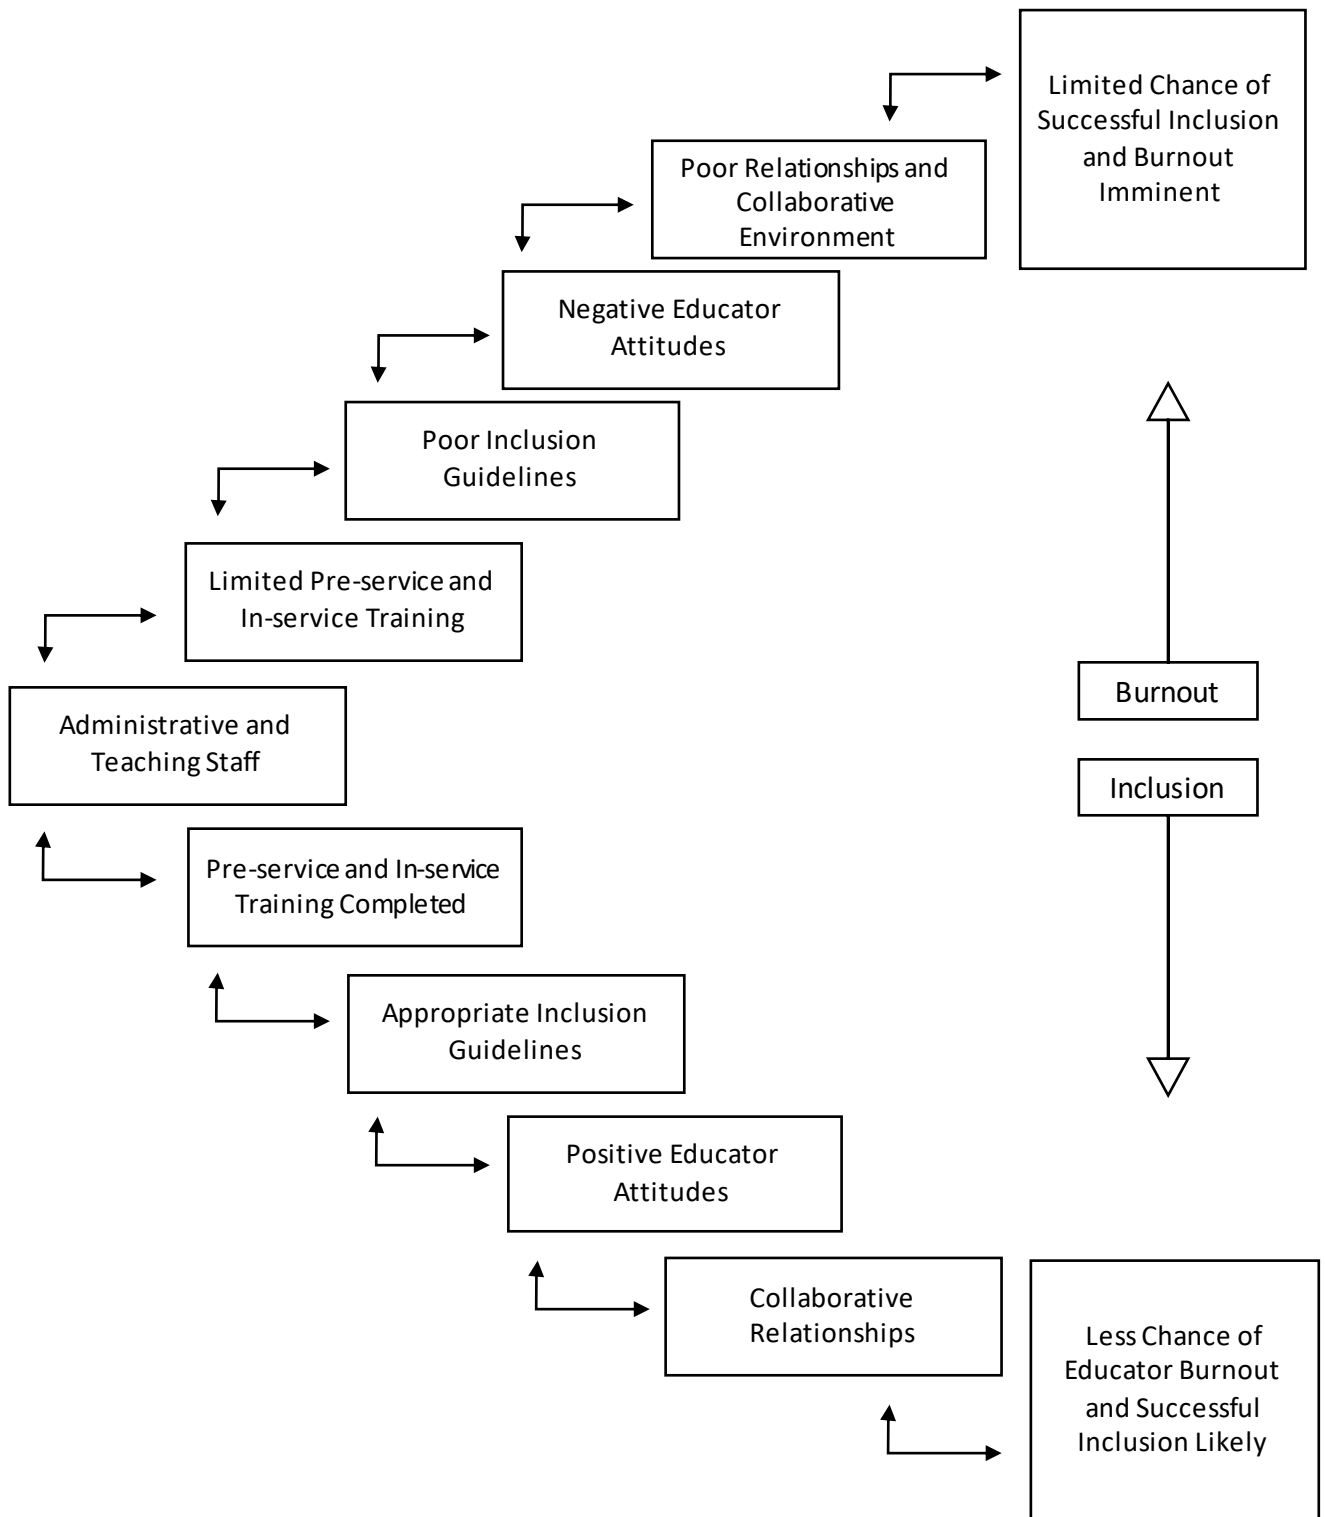 Limited Chance of
Successful Inclusion
and Burnout
Imminent
Poor Relationships and
Collaborative
Environment
Negative Educator
Attitudes
Poor Inclusion
Guidelines
Limited Pre-service and
In-service Training
Burnout
Administrative and
Teaching Staff
Inclusion
Pre-service and In-service
Training Completed
Appropriate Inclusion
Guidelines
Positive Educator
Attitudes
Collaborative
Relationships
Less Chance of
Educator Burnout
and Successful
Inclusion Likely